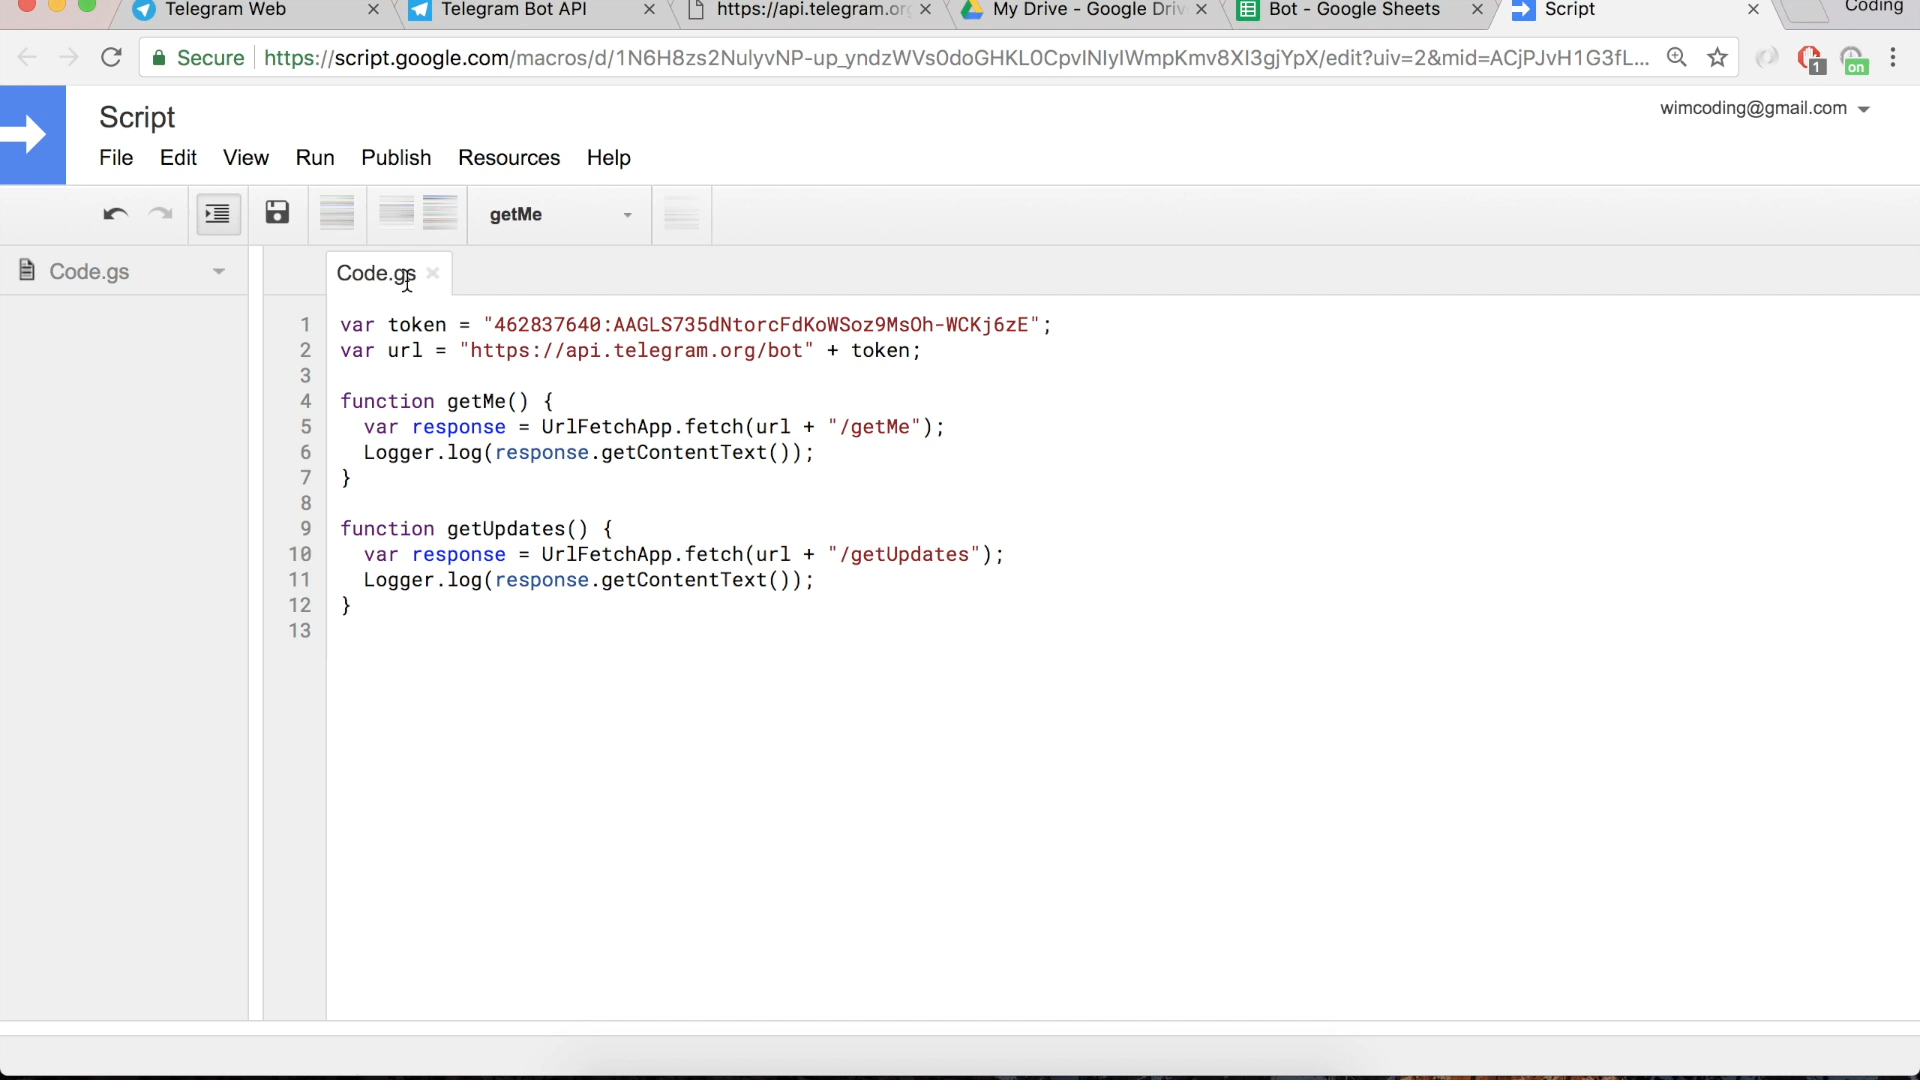 Telegram Web
Telegram Bot API
https://api.telegram.org
My Drive - Google Driv
Bot - Google Sheets
Script
Coding
Secure
https://script.google.com/macros/d/1N6H8zs2NulyvNP-up_yndzWVs0doGHKL0CpvlNIyIWmpKmv8XI3gjYpX/edit?uiv=2&mid=ACjPJvH1G3fL...
1
on
Script
wimcoding@gmail.com
File Edit View Run Publish Resources Help
getMe
Code.gs
Code.gs
1 var token = "462837640:AAGLS735dNtorcFdKoWSoz9MsOh-WCKj6zE";
2 var url = "https://api.telegram.org/bot" + token;
3
4 function getMe() {
5 var response = UrlFetchApp.fetch(url + "/getMe");
6 Logger.log(response.getContentText());
7 }
8
9 function getUpdates() {
10 var response = UrlFetchApp.fetch(url + "/getUpdates");
11 Logger.log(response.getContentText());
12 }
13